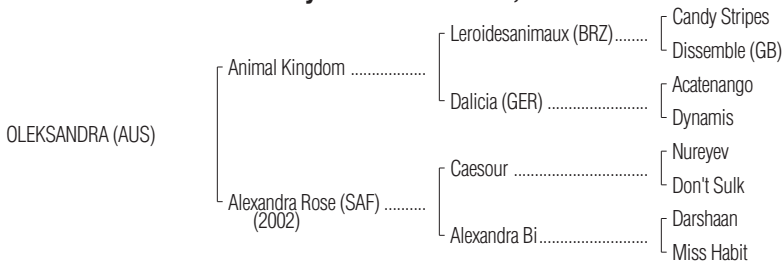 Candy Stripes
Leroidesanimaux (BRZ)........
Dissemble (GB)
Animal Kingdom ..................
Acatenango
Dalicia (GER) ......................
Dynamis
OLEKSANDRA (AUS)
Nureyev
Caesour ..............................
Don't Sulk
Alexandra Rose (SAF) ..........
(2002)
Darshaan
Alexandra Bi........................
Miss Habit